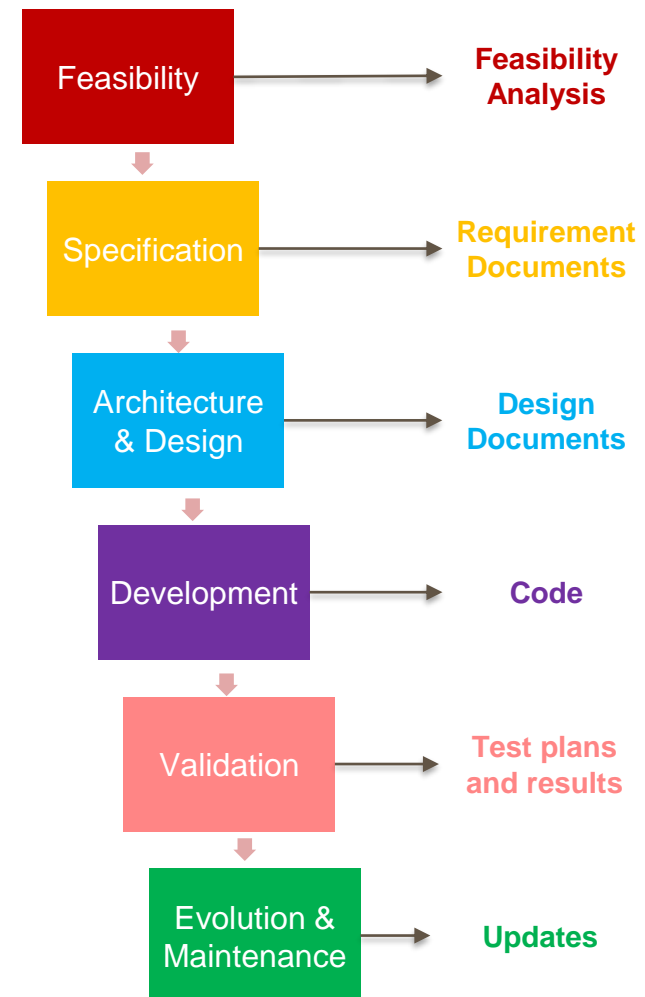 Feasibility
Feasibility
Analysis
Specification
Requirement
Documents
Architecture
& Design
Design
Documents
Development
Code
Validation
Test plans
and results
Evolution &
Maintenance
Updates